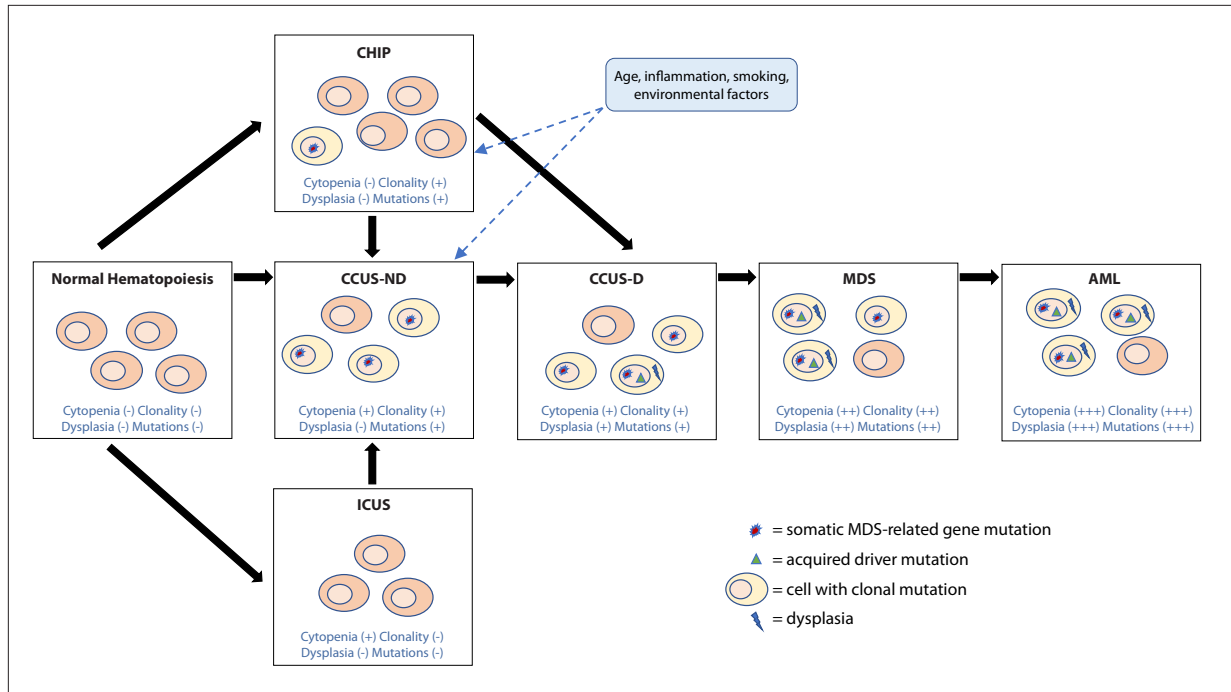 CHIP
Cytopenia (-) Clonality (+)
Dysplasia (-) Mutations (+)
Age, inflammation, smoking,
environmental factors
Normal Hematopoiesis
Cytopenia (-) Clonality (-)
Dysplasia (-) Mutations (-)
CCUS-ND
Cytopenia (+) Clonality (+)
Dysplasia (-) Mutations (+)
CCUS-D
Cytopenia (+) Clonality (+)
Dysplasia (+) Mutations (+)
MDS
Cytopenia (++) Clonality (++)
Dysplasia (++) Mutations (++)
AML
Cytopenia (+++) Clonality (+++)
Dysplasia (+++) Mutations (+++)
ICUS
Cytopenia (+) Clonality (-)
Dysplasia (-) Mutations (-)
= somatic MDS-related gene mutation
= acquired driver mutation
= cell with clonal mutation
= dysplasia